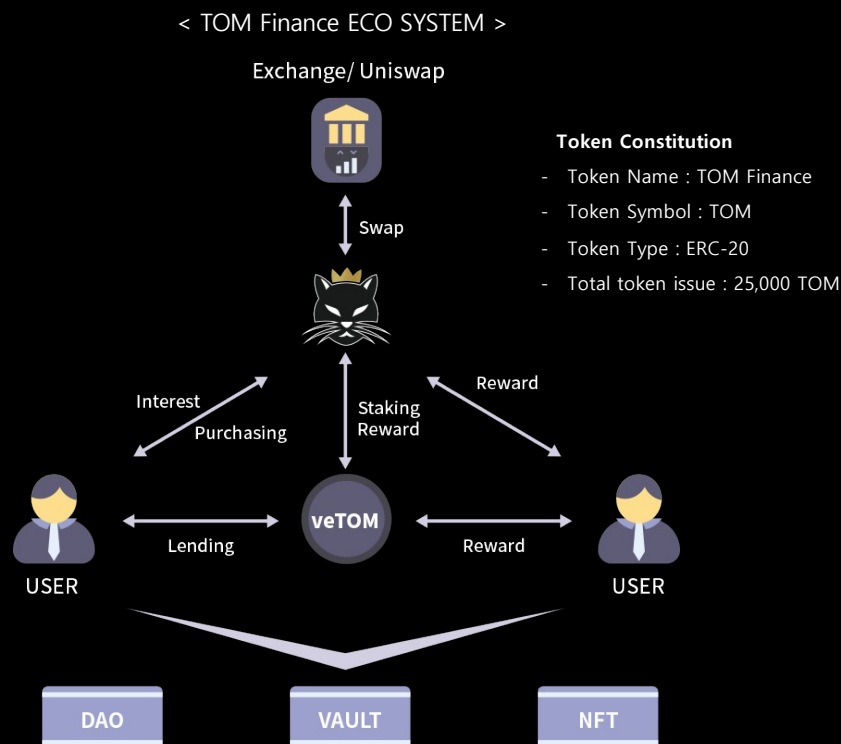 < TOM Finance ECO SYSTEM >
Exchange/ Uniswap
Token Constitution
- Token Name : TOM Finance
- Token Symbol : TOM
- Token Type : ERC-20
- Total token issue : 25,000 TOM
Swap
Interest
Purchasing
Staking
Reward
Reward
veTOM
Lending
Reward
USER
USER
DAO
VAULT
NFT